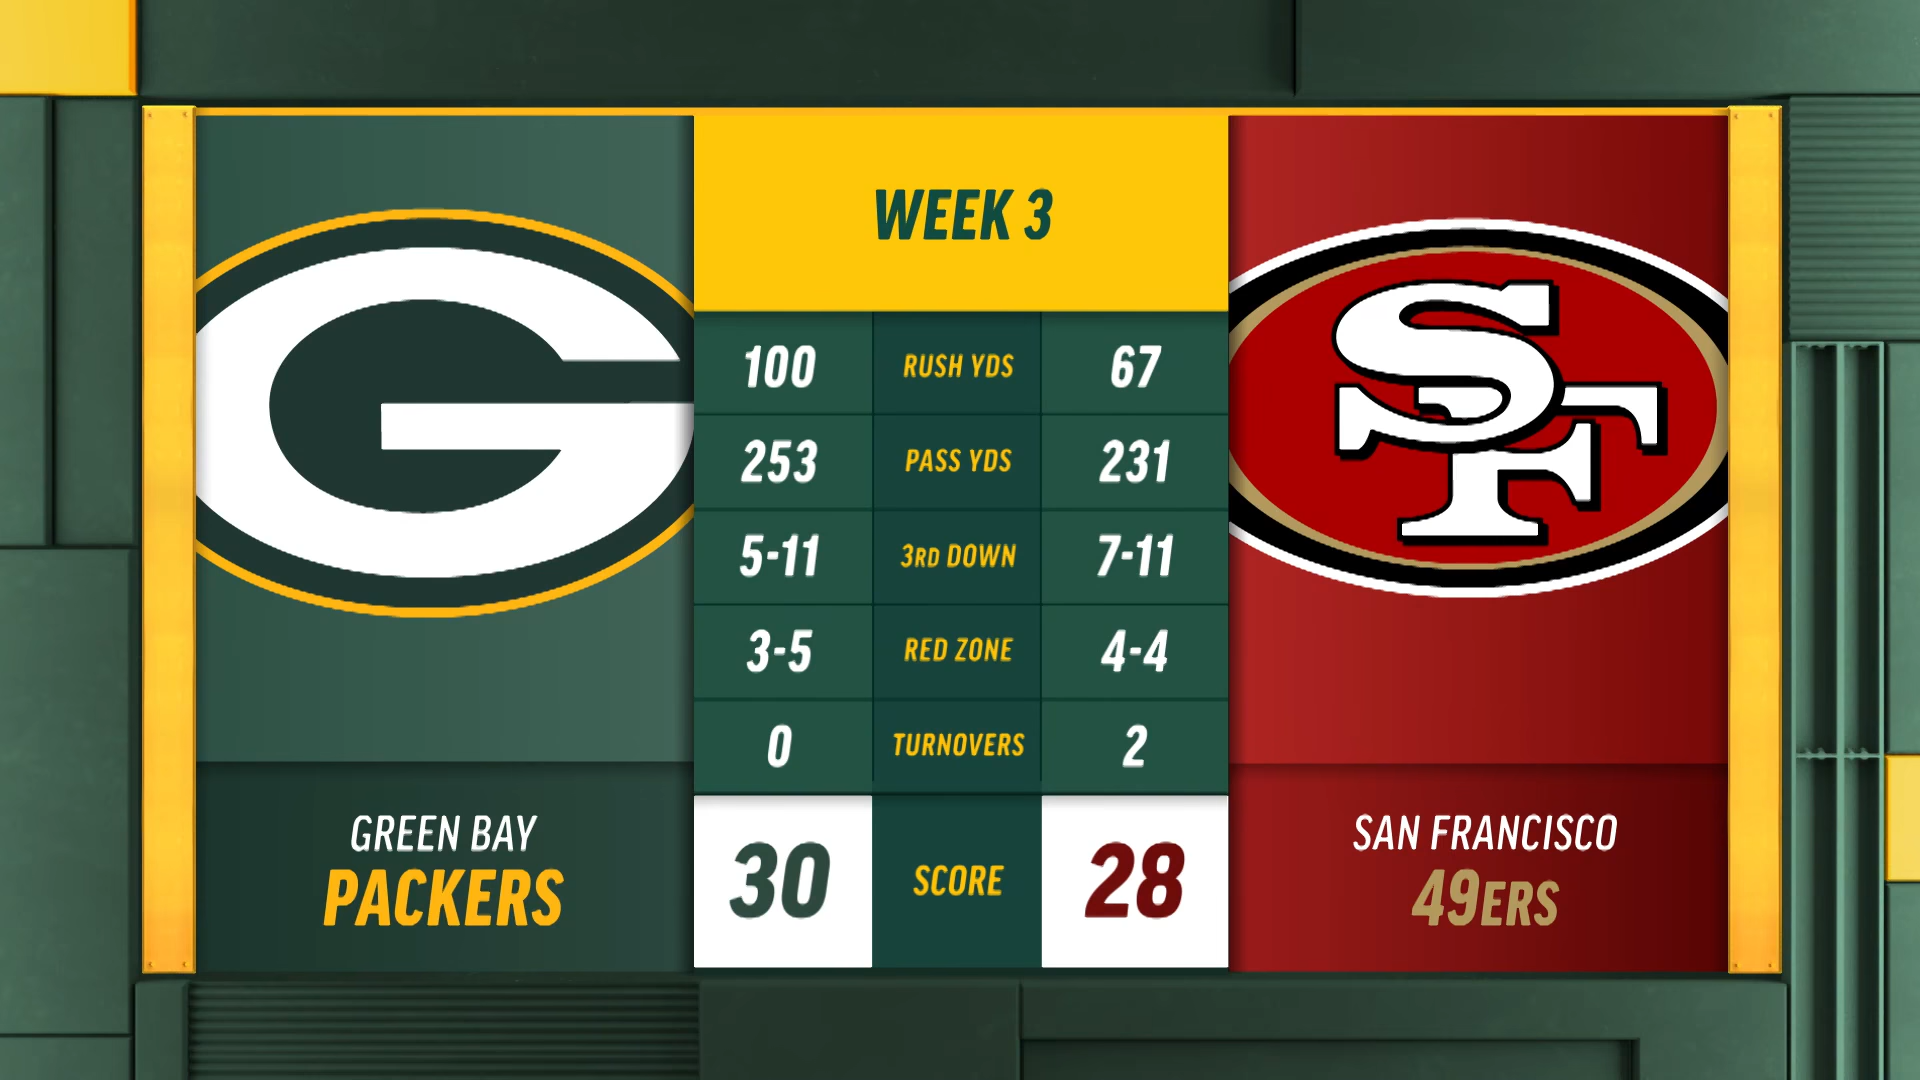 WEEK 3
100 RUSH YDS 67
253 PASS YDS 231
5-11 3RD DOWN 7-11
3-5 RED ZONE 4-4
0 TURNOVERS 2
30 SCORE 28
G
GREEN BAY
PACKERS
SF
SAN FRANCISCO
49ERS